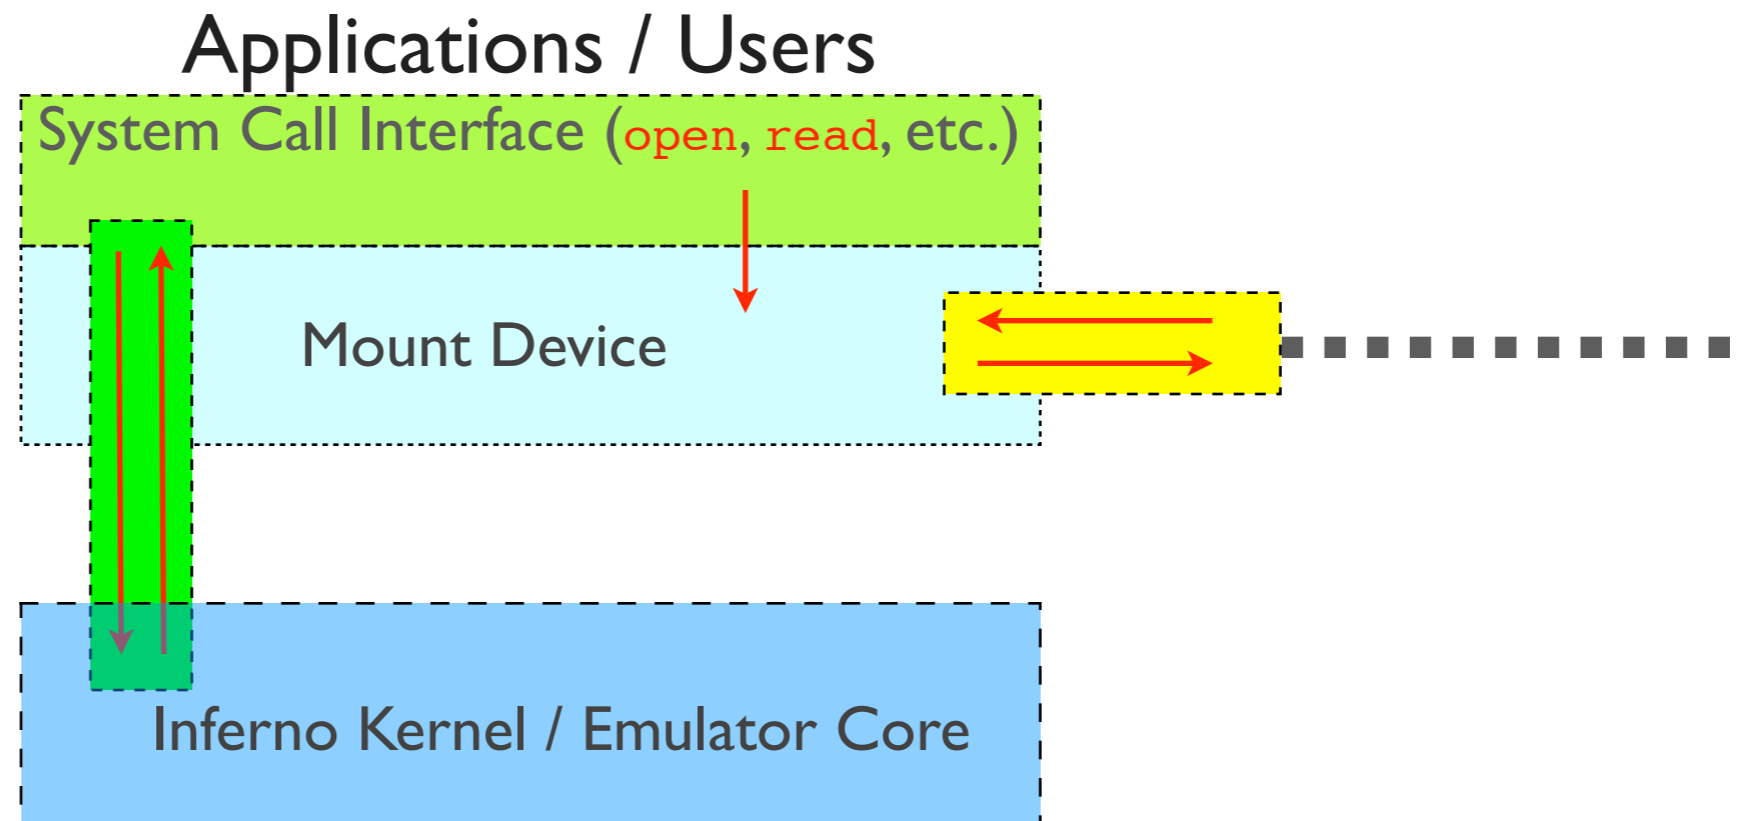 Applications / Users
System Call Interface (open, read, etc.)
Mount Device
Inferno Kernel / Emulator Core